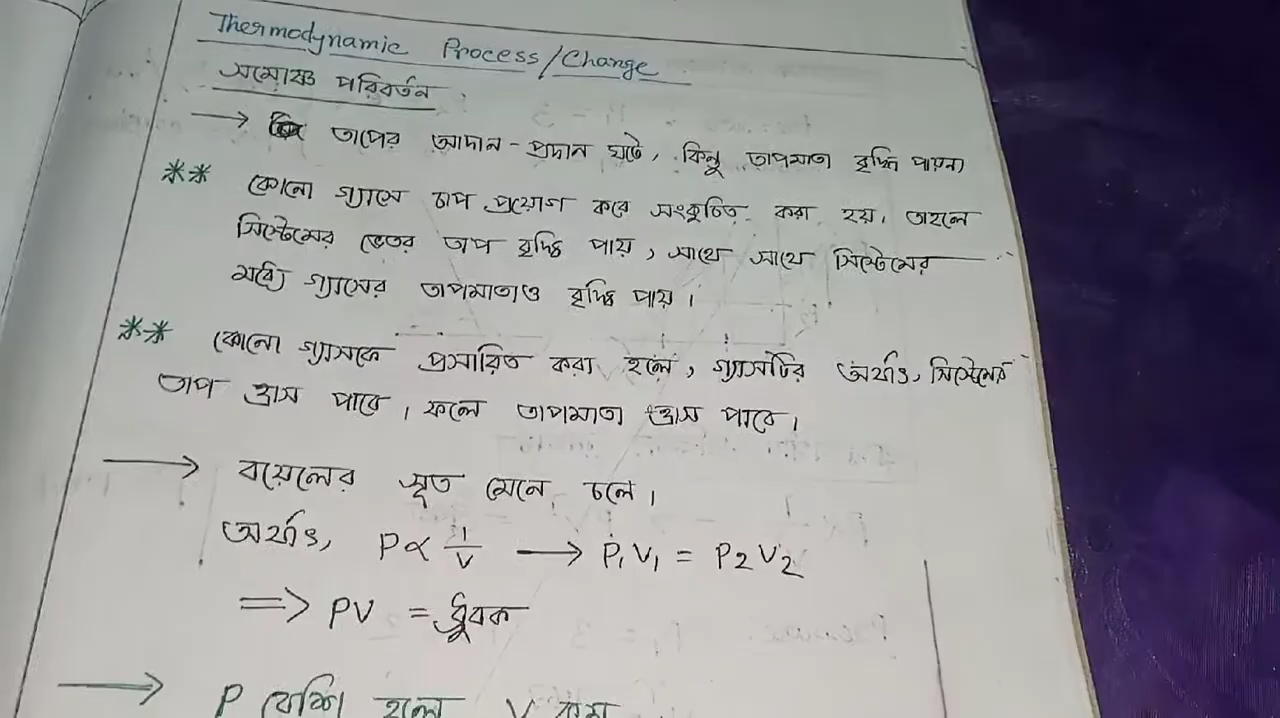 Thermodynamic Process/Change
সমোষ্ণ পরিবর্তন
→ তাপের আদান-প্রদান ঘটে, কিন্তু তাপমাত্রা বৃদ্ধি পায়না
** কোনো গ্যাসে চাপ প্রয়োগ করে সংকুচিত করা হয়। তাহলে
সিস্টেমের ভেতর তাপ বৃদ্ধি পায়, সাথে সাথে সিস্টেমের
মধ্যে গ্যাসের তাপমাত্রাও বৃদ্ধি পায়।
** কোনো গ্যাসকে প্রসারিত করা হলে, গ্যাসটির অর্থাৎ, সিস্টেমের
তাপ হ্রাস পাবে। ফলে তাপমাত্রা হ্রাস পাবে।
→ বয়েলের সূত্র মেনে চলে।
অর্থাৎ, P ∝ 1/V → P₁V₁ = P₂V₂
⇒ PV = ধ্রুবক
→ P বেশি হলে V কম